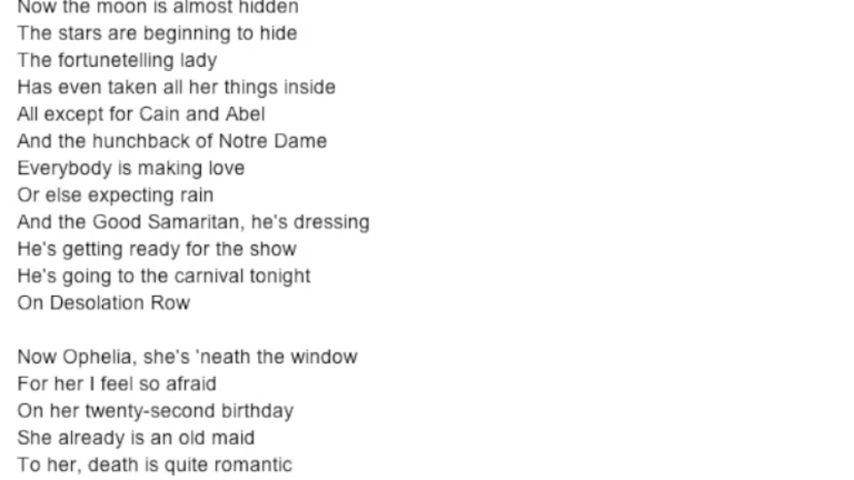 Now the moon is almost hidden
The stars are beginning to hide
The fortunetelling lady
Has even taken all her things inside
All except for Cain and Abel
And the hunchback of Notre Dame
Everybody is making love
Or else expecting rain
And the Good Samaritan, he's dressing
He's getting ready for the show
He's going to the carnival tonight
On Desolation Row
Now Ophelia, she's 'neath the window
For her I feel so afraid
On her twenty-second birthday
She already is an old maid
To her, death is quite romantic